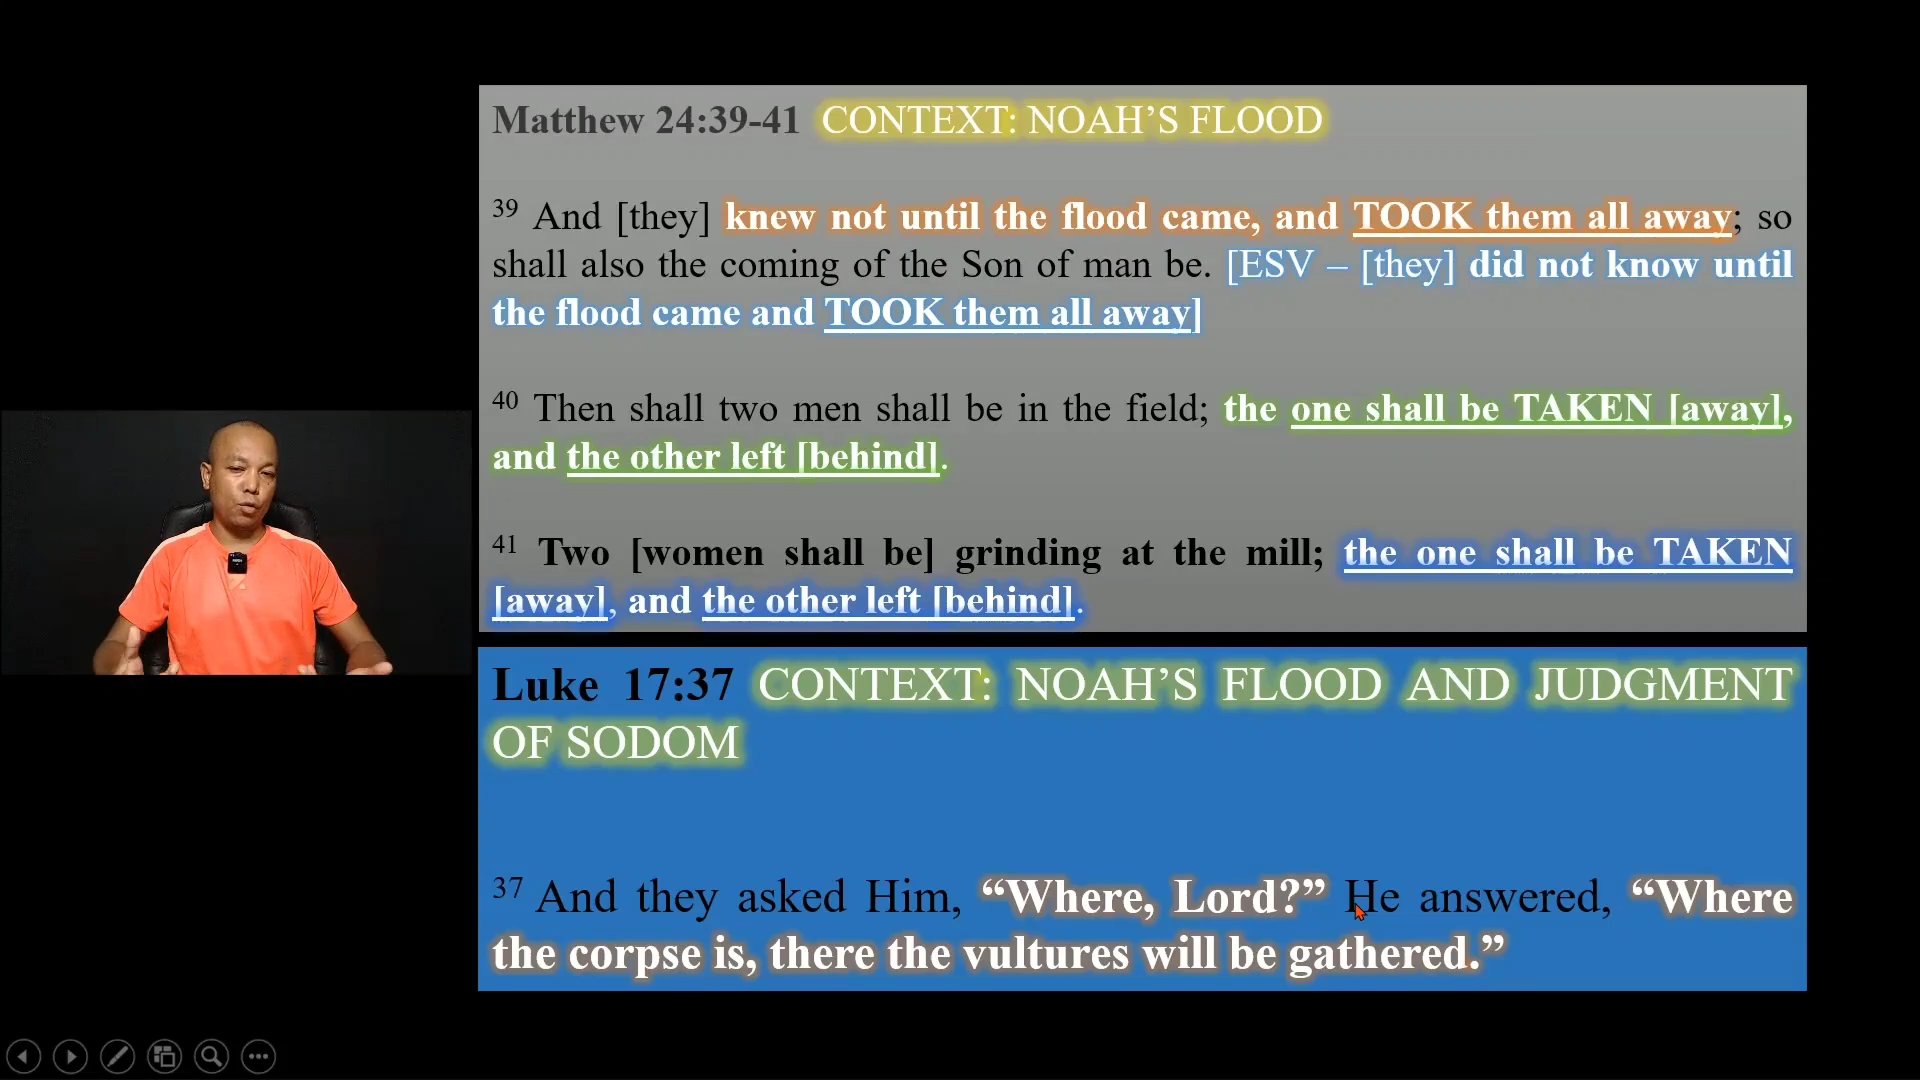 Matthew 24:39-41 CONTEXT: NOAH’S FLOOD
39 And [they] knew not until the flood came, and TOOK them all away; so
shall also the coming of the Son of man be. [ESV – [they] did not know until
the flood came and TOOK them all away]
40 Then shall two men shall be in the field; the one shall be TAKEN [away],
and the other left [behind].
41 Two [women shall be] grinding at the mill; the one shall be TAKEN
[away], and the other left [behind].
Luke 17:37 CONTEXT: NOAH’S FLOOD AND JUDGMENT
OF SODOM
37 And they asked Him, “Where, Lord?” He answered, “Where
the corpse is, there the vultures will be gathered.”